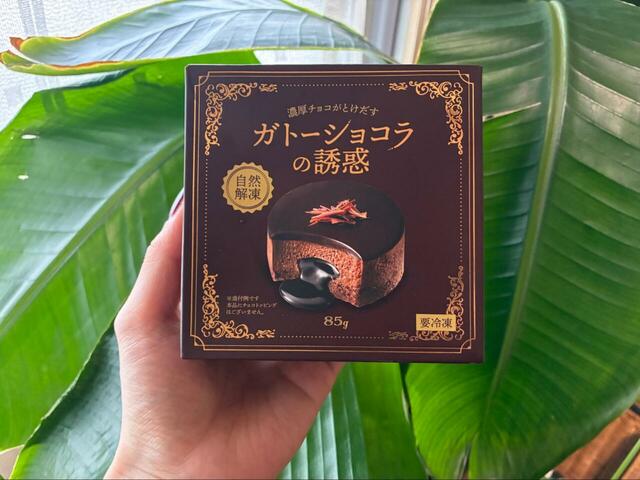 濃厚チョコがとけだす
ガトーショコラ
の誘惑
自然
解凍
※盛付例です
本品にチョコトッピング
はございません。
85g
要冷凍